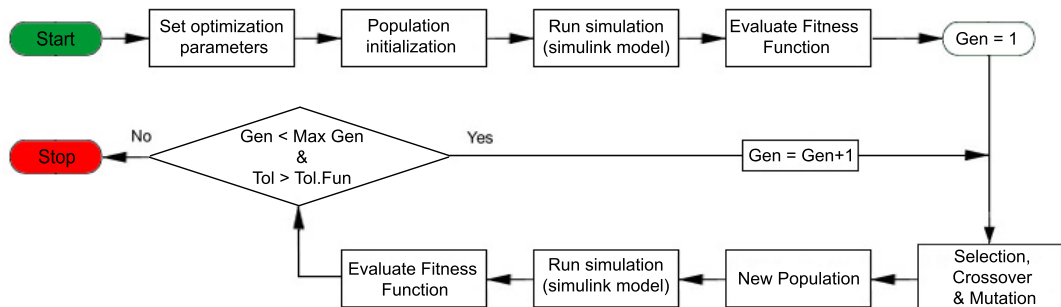 Start
Set optimization
parameters
Population
initialization
Run simulation
(simulink model)
Evaluate Fitness
Function
Gen = 1
Stop
No
Gen < Max Gen
&
Tol > Tol.Fun
Yes
Gen = Gen+1
Evaluate Fitness
Function
Run simulation
(simulink model)
New Population
Selection,
Crossover
& Mutation